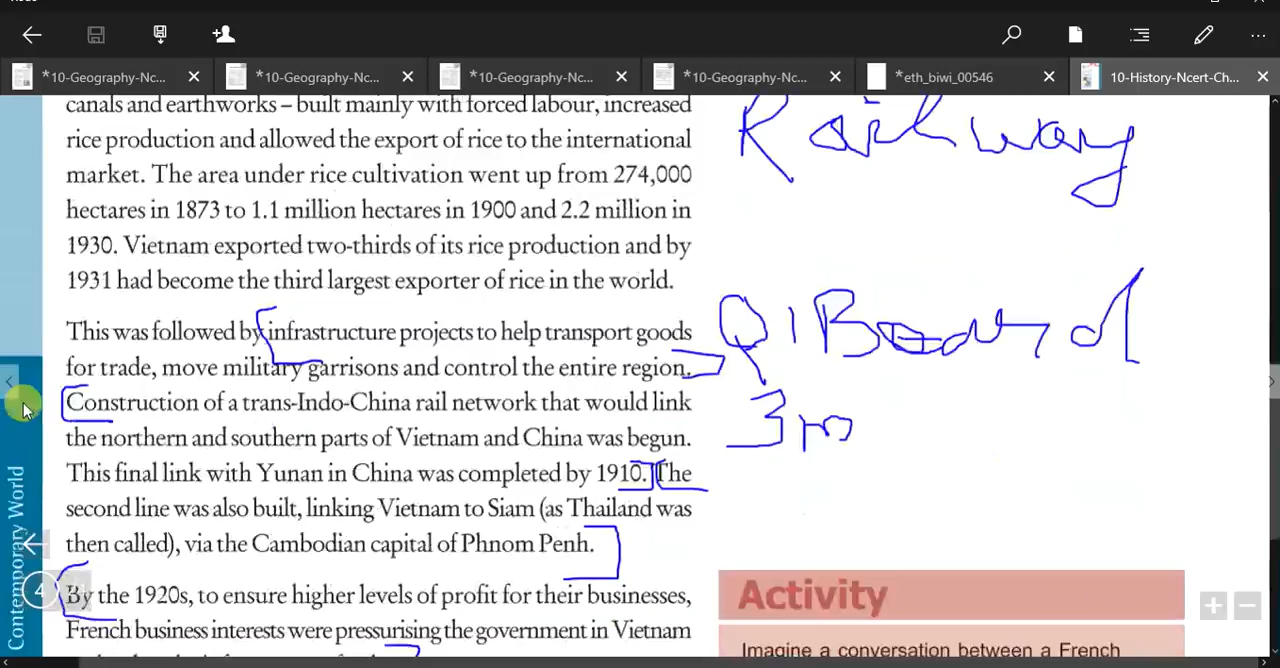 *10-Geography-Nc...
*10-Geography-Nc...
*10-Geography-Nc...
*10-Geography-Nc...
*eth_biwi_00546
10-History-Ncert-Ch...
canals and earthworks – built mainly with forced labour, increased
rice production and allowed the export of rice to the international
market. The area under rice cultivation went up from 274,000
hectares in 1873 to 1.1 million hectares in 1900 and 2.2 million in
1930. Vietnam exported two-thirds of its rice production and by
1931 had become the third largest exporter of rice in the world.
This was followed by infrastructure projects to help transport goods
for trade, move military garrisons and control the entire region.
Construction of a trans-Indo-China rail network that would link
the northern and southern parts of Vietnam and China was begun.
This final link with Yunan in China was completed by 1910. The
second line was also built, linking Vietnam to Siam (as Thailand was
then called), via the Cambodian capital of Phnom Penh.
By the 1920s, to ensure higher levels of profit for their businesses,
French business interests were pressurising the government in Vietnam
Railway
Q1 Board
3m
Activity
Imagine a conversation between a French
Contemporary World
4